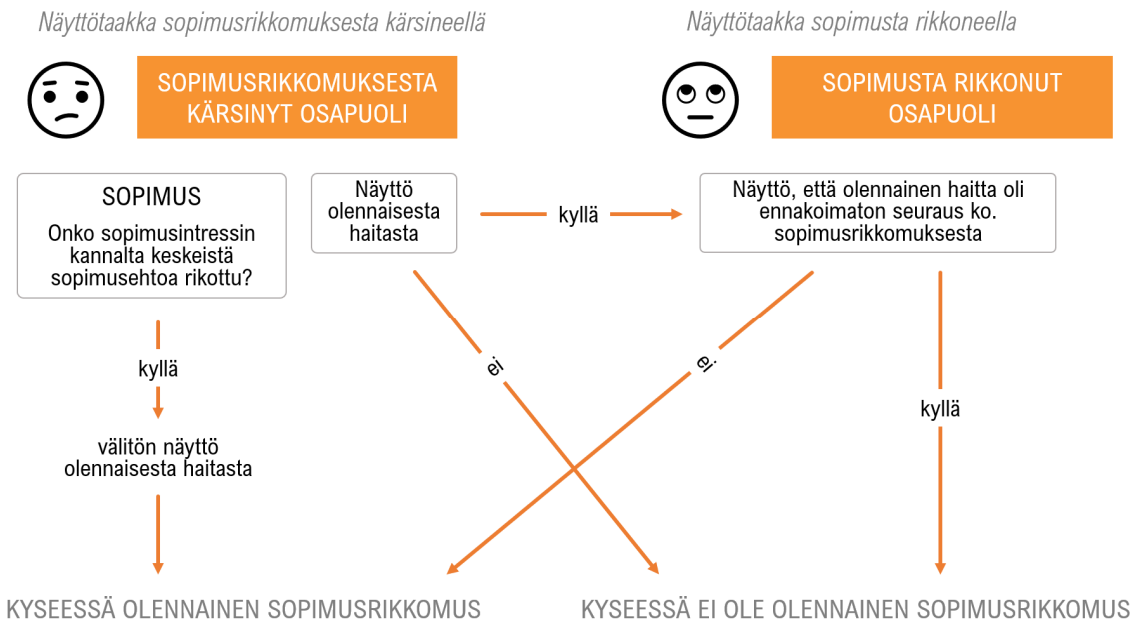 Näyttötaakka sopimusrikkomuksesta kärsineellä
Näyttötaakka sopimusta rikkoneella
SOPIMUSRIKKOMUKSESTA
KÄRSINYT OSAPUOLI
SOPIMUSTA RIKKONUT
OSAPUOLI
SOPIMUS
Onko sopimusintressin
kannalta keskeistä
sopimusehtoa rikottu?
Näyttö
olennaisesta
haitasta
kyllä
Näyttö, että olennainen haitta oli
ennakoimaton seuraus ko.
sopimusrikkomuksesta
kyllä
ei
ei
kyllä
välitön näyttö
olennaisesta haitasta
KYSEESSÄ OLENNAINEN SOPIMUSRIKKOMUS
KYSEESSÄ EI OLE OLENNAINEN SOPIMUSRIKKOMUS